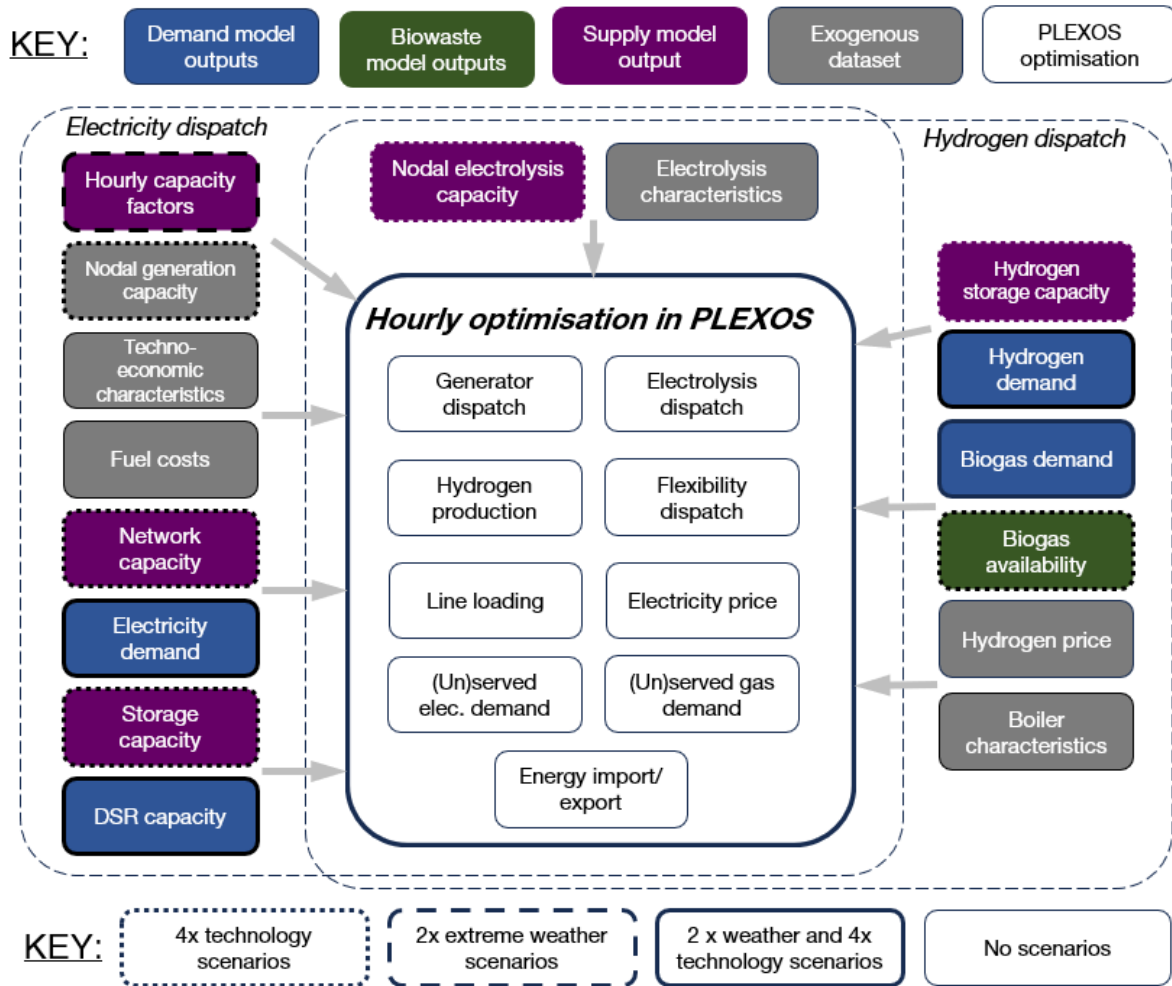 KEY:
Demand model
outputs
Biowaste
model outputs
Supply model
output
Exogenous
dataset
PLEXOS
optimisation
Electricity dispatch
Hydrogen dispatch
Hourly capacity
factors
Nodal generation
capacity
Techno-
economic
characteristics
Fuel costs
Network
capacity
Electricity
demand
Storage
capacity
DSR capacity
Nodal electrolysis
capacity
Electrolysis
characteristics
Hourly optimisation in PLEXOS
Generator
dispatch
Electrolysis
dispatch
Hydrogen
production
Flexibility
dispatch
Line loading
Electricity price
(Un)served
elec. demand
(Un)served gas
demand
Energy import/
export
Hydrogen
storage capacity
Hydrogen
demand
Biogas demand
Biogas
availability
Hydrogen price
Boiler
characteristics
KEY:
4x technology
scenarios
2x extreme weather
scenarios
2 x weather and 4x
technology scenarios
No scenarios